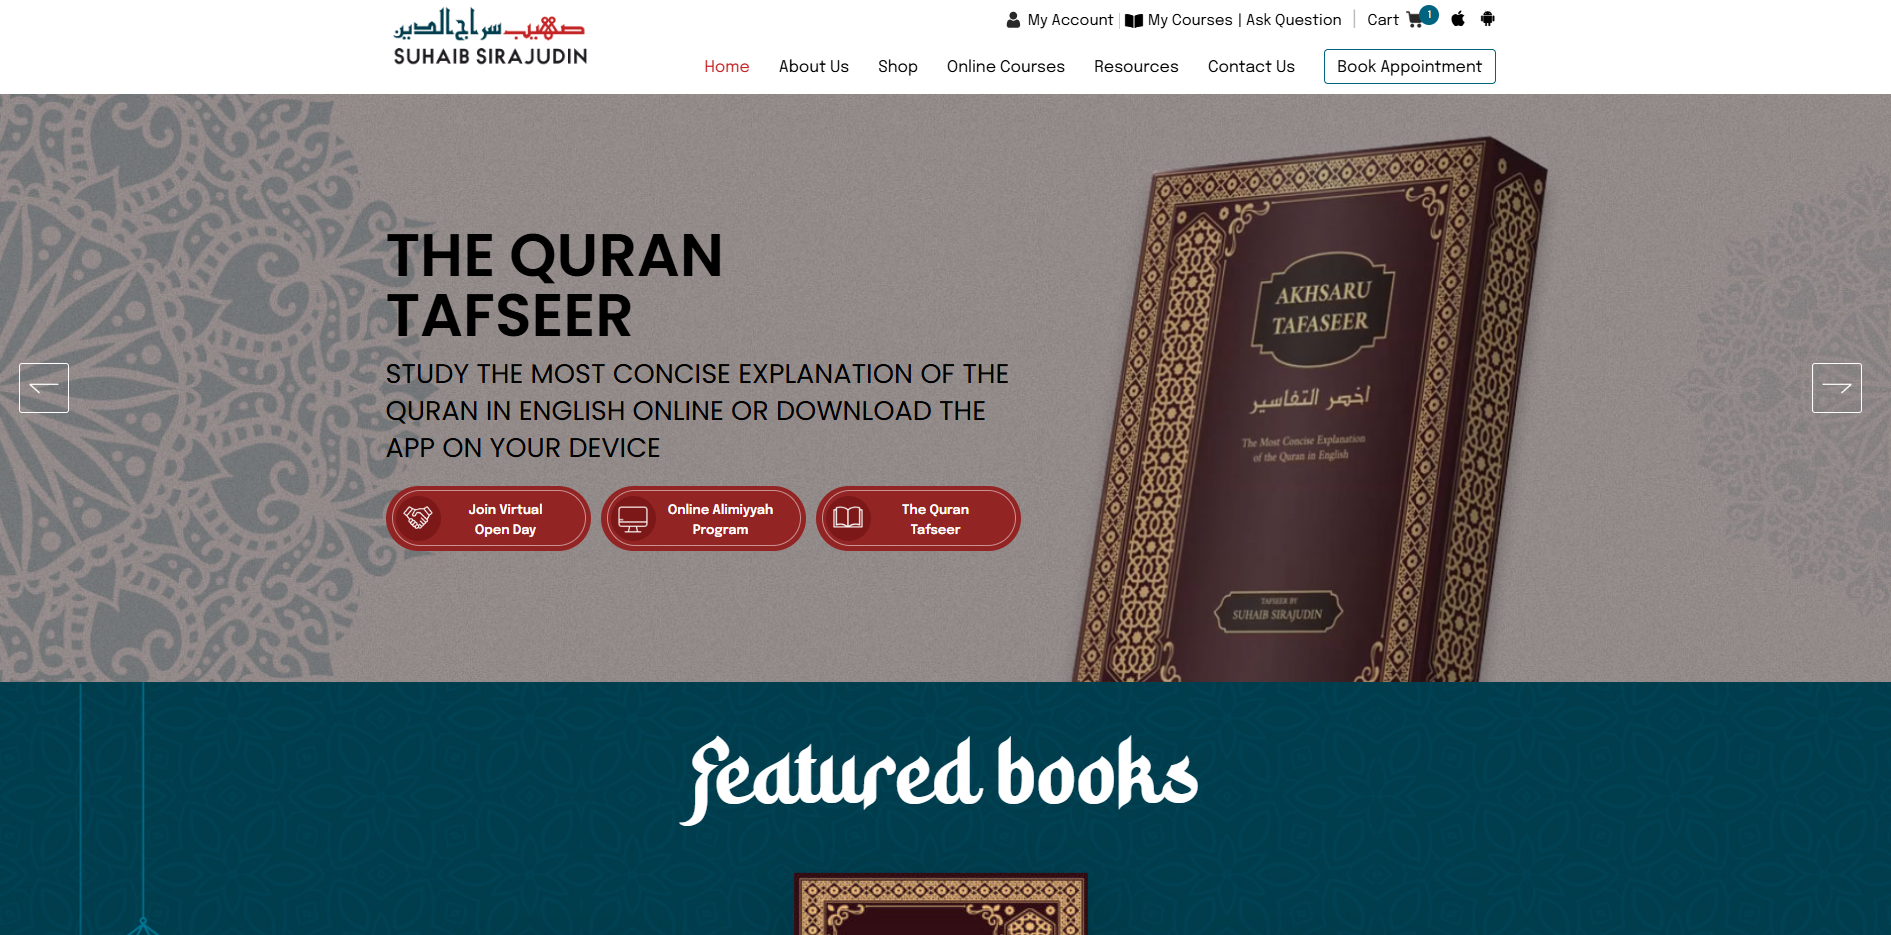 صهيب سراج الدين
SUHAIB SIRAJUDIN
My Account | My Courses | Ask Question | Cart 1
Home About Us Shop Online Courses Resources Contact Us Book Appointment
THE QURAN
TAFSEER
STUDY THE MOST CONCISE EXPLANATION OF THE
QURAN IN ENGLISH ONLINE OR DOWNLOAD THE
APP ON YOUR DEVICE
Join Virtual
Open Day
Online Alimiyyah
Program
The Quran
Tafseer
AKHSARU
TAFASEER
اخصر التفاسير
The Most Concise Explanation
of the Quran in English
TAFSEER BY
SUHAIB SIRAJUDIN
featured books